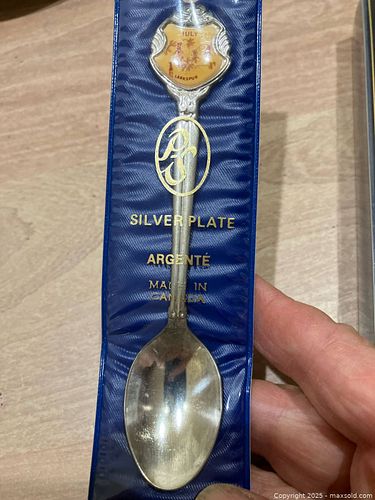 JULY
LARKSPUR
SILVER PLATE
ARGENTÉ
MADE IN
CANADA
Copyright 2025 - maxsold.com